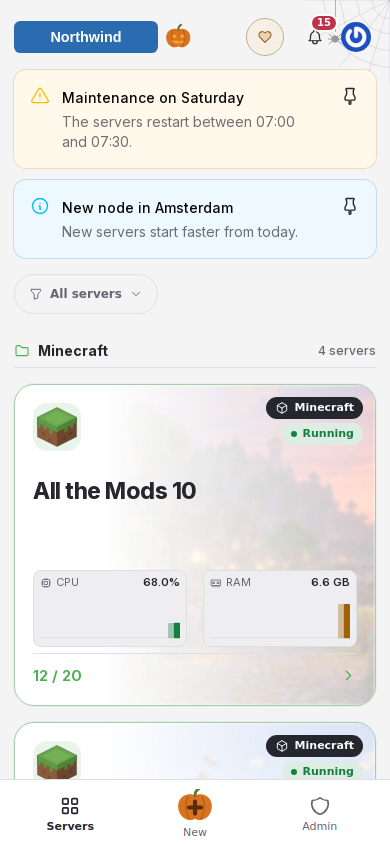 Northwind
15
Maintenance on Saturday
The servers restart between 07:00
and 07:30.
New node in Amsterdam
New servers start faster from today.
All servers
Minecraft
4 servers
Minecraft
Running
All the Mods 10
CPU
68.0%
RAM
6.6 GB
12 / 20
Minecraft
Running
Servers
New
Admin